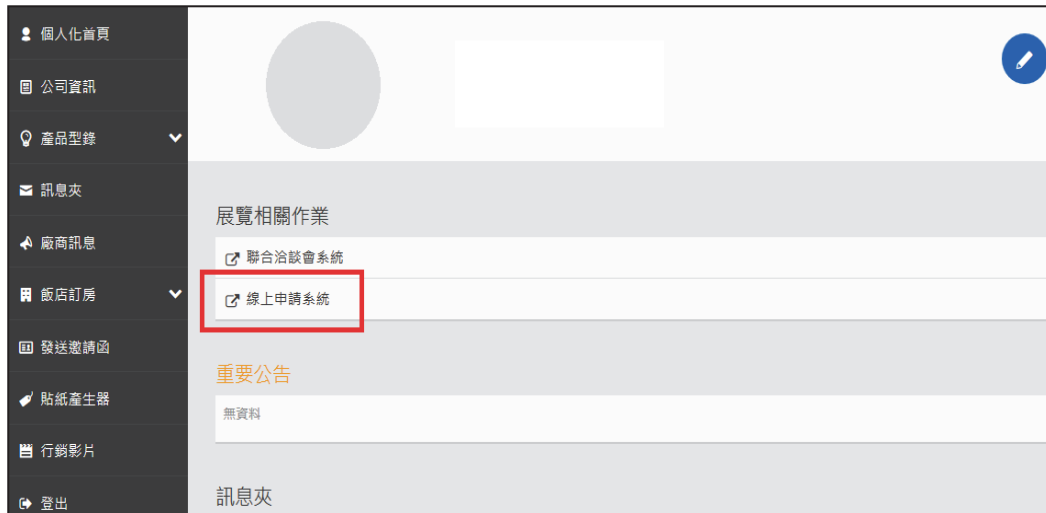 個人化首頁
公司資訊
產品型錄
訊息夾
廠商訊息
飯店訂房
發送邀請函
貼紙產生器
行銷影片
登出
展覽相關作業
聯合洽談會系統
線上申請系統
重要公告
無資料
訊息夾